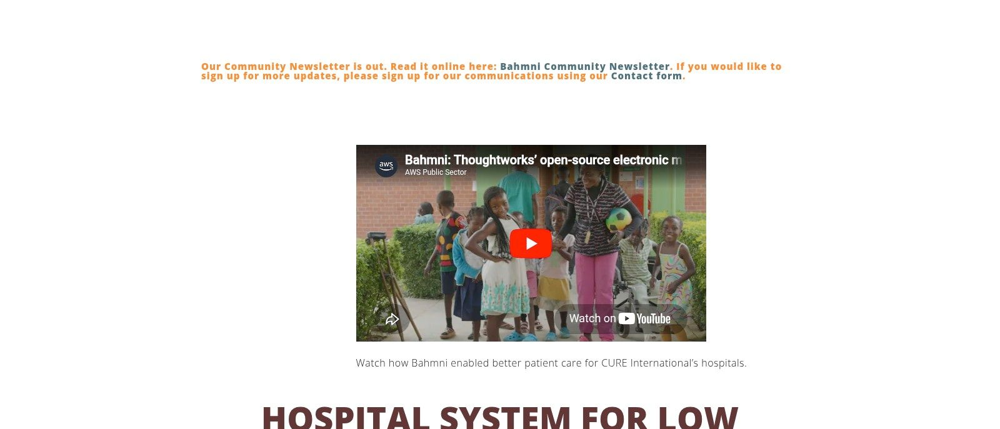 Our Community Newsletter is out. Read it online here: Bahmni Community Newsletter. If you would like to
sign up for more updates, please sign up for our communications using our Contact form.
aws
Bahmni: Thoughtworks’ open-source electronic m
AWS Public Sector
Watch on YouTube
Watch how Bahmni enabled better patient care for CURE International’s hospitals.
HOSPITAL SYSTEM FOR LOW